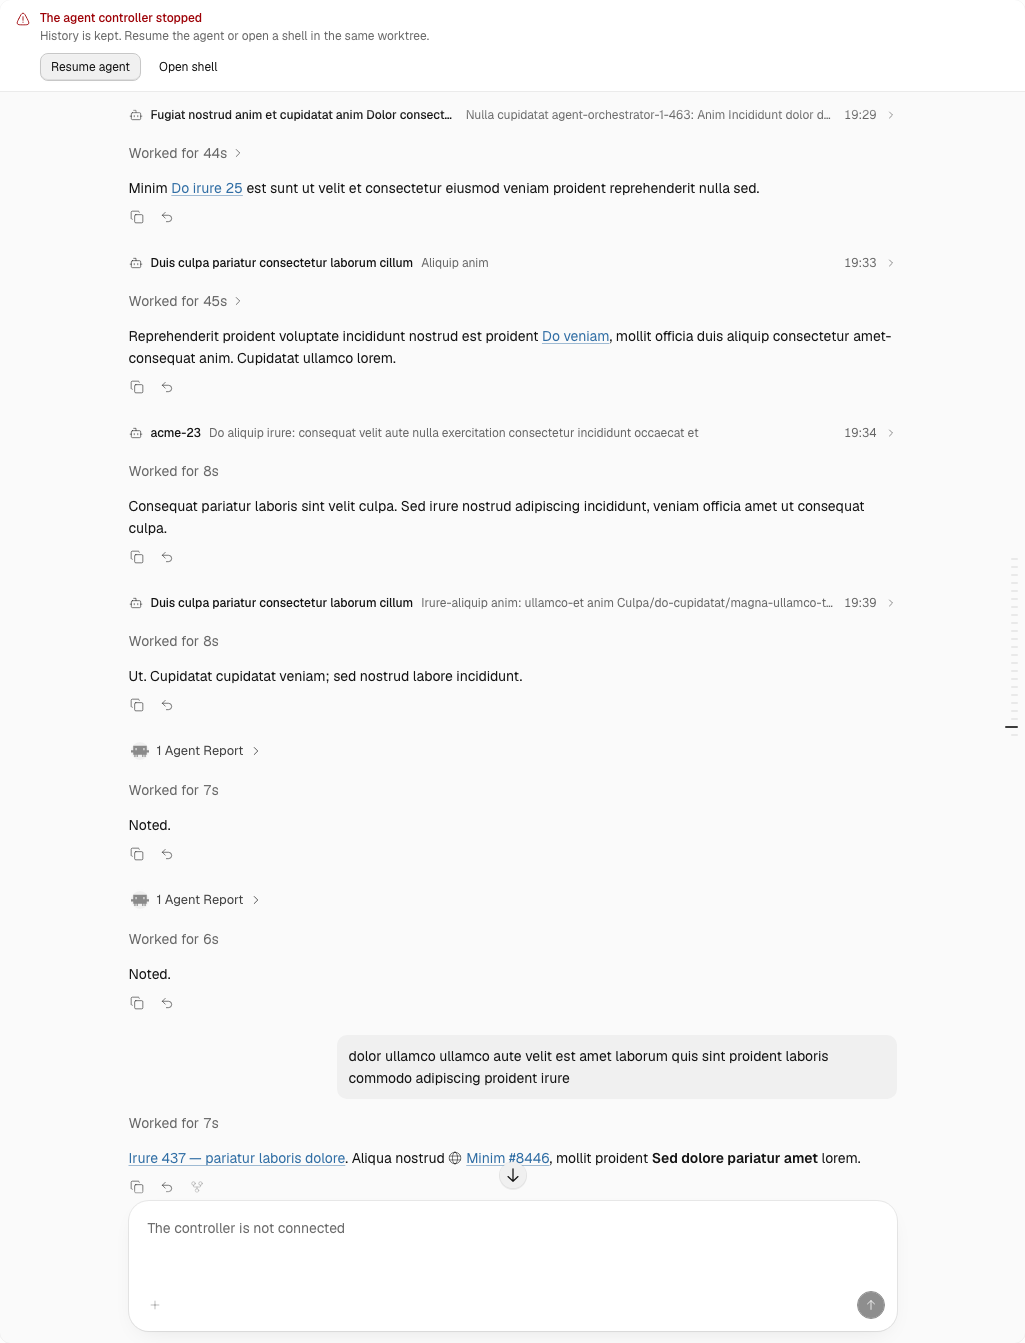 The agent controller stopped
History is kept. Resume the agent or open a shell in the same worktree.
Resume agent Open shell
Fugiat nostrud anim et cupidatat anim Dolor consect... Nulla cupidatat agent-orchestrator-1-463: Anim Incididunt dolor d... 19:29
Worked for 44s
Minim Do irure 25 est sunt ut velit et consectetur eiusmod veniam proident reprehenderit nulla sed.
Duis culpa pariatur consectetur laborum cillum Aliquip anim 19:33
Worked for 45s
Reprehenderit proident voluptate incididunt nostrud est proident Do veniam, mollit officia duis aliquip consectetur amet-
consequat anim. Cupidatat ullamco lorem.
acme-23 Do aliquip irure: consequat velit aute nulla exercitation consectetur incididunt occaecat et 19:34
Worked for 8s
Consequat pariatur laboris sint velit culpa. Sed irure nostrud adipiscing incididunt, veniam officia amet ut consequat
culpa.
Duis culpa pariatur consectetur laborum cillum Irure-aliquip anim: ullamco-et anim Culpa/do-cupidatat/magna-ullamco-t... 19:39
Worked for 8s
Ut. Cupidatat cupidatat veniam; sed nostrud labore incididunt.
1 Agent Report
Worked for 7s
Noted.
1 Agent Report
Worked for 6s
Noted.
dolor ullamco ullamco aute velit est amet laborum quis sint proident laboris
commodo adipiscing proident irure
Worked for 7s
Irure 437 — pariatur laboris dolore. Aliqua nostrud Minim #8446, mollit proident Sed dolore pariatur amet lorem.
The controller is not connected